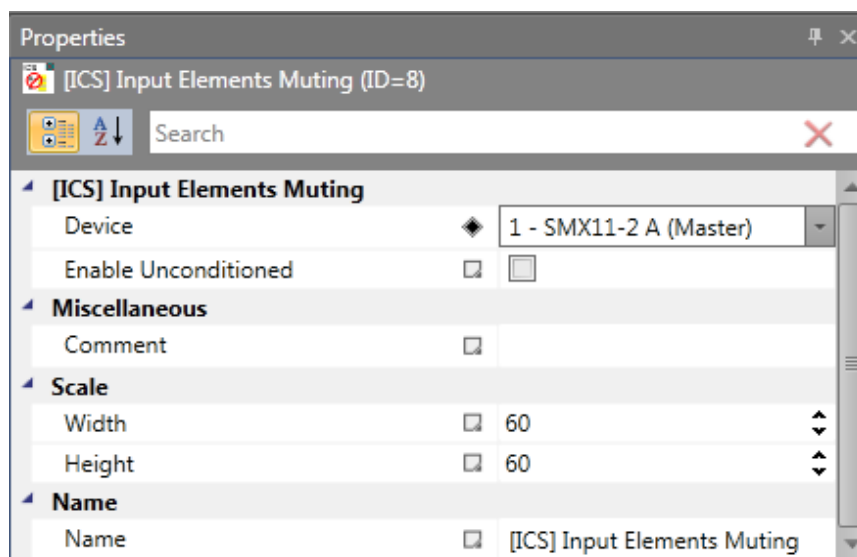 Properties
[ICS] Input Elements Muting (ID=8)
A
Z
Search
[ICS] Input Elements Muting
Device 1 - SMX11-2 A (Master)
Enable Unconditioned
Miscellaneous
Comment
Scale
Width 60
Height 60
Name
Name [ICS] Input Elements Muting